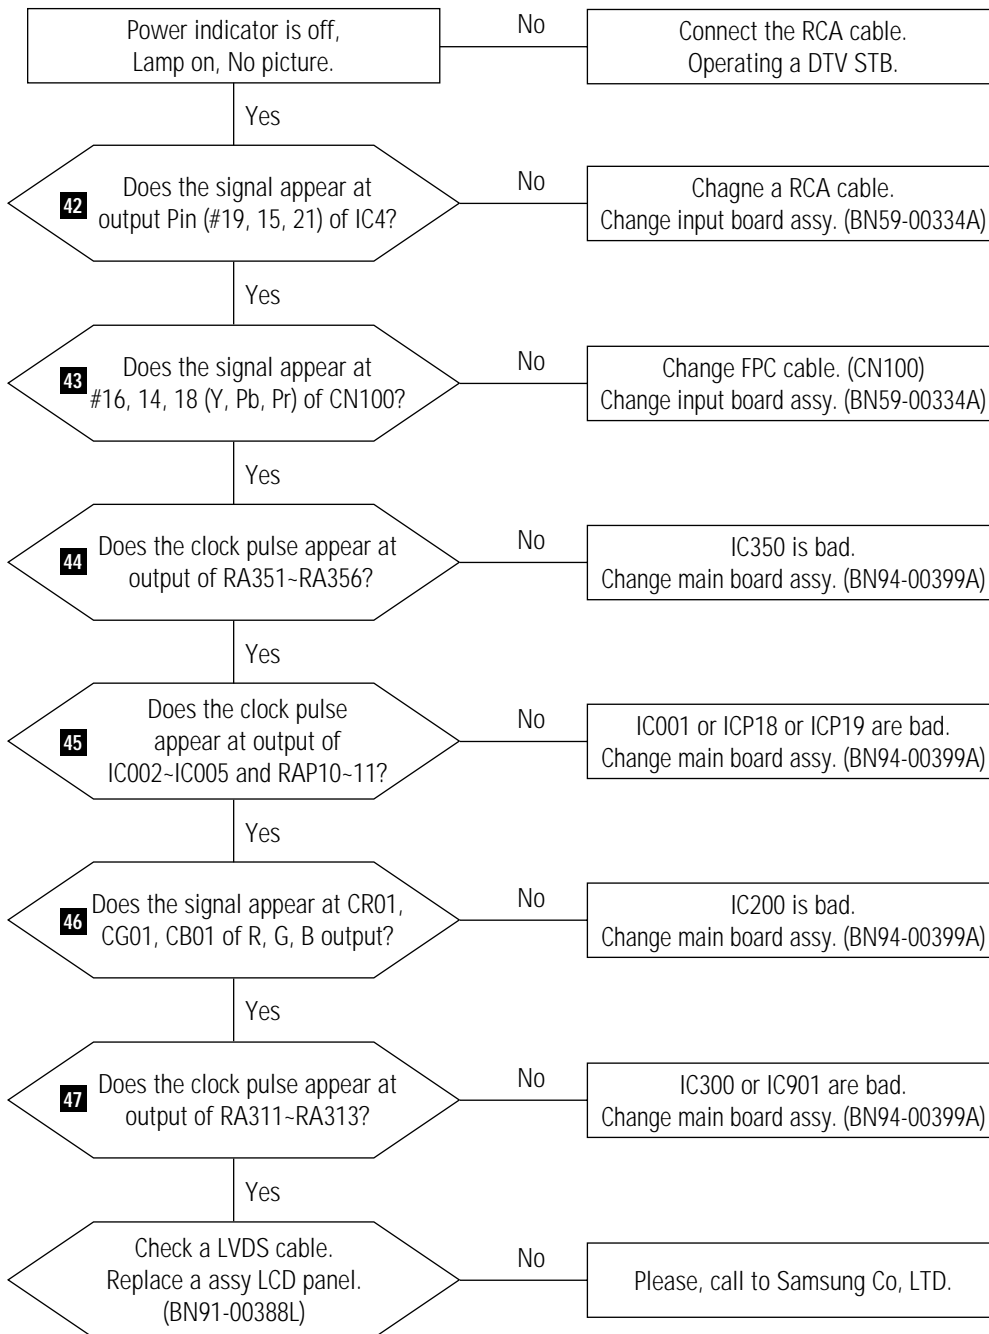 Power indicator is off,
Lamp on, No picture.
No
Connect the RCA cable.
Operating a DTV STB.
Yes
42
Does the signal appear at
output Pin (#19, 15, 21) of IC4?
No
Chagne a RCA cable.
Change input board assy. (BN59-00334A)
Yes
43
Does the signal appear at
#16, 14, 18 (Y, Pb, Pr) of CN100?
No
Change FPC cable. (CN100)
Change input board assy. (BN59-00334A)
Yes
44
Does the clock pulse appear at
output of RA351~RA356?
No
IC350 is bad.
Change main board assy. (BN94-00399A)
Yes
45
Does the clock pulse
appear at output of
IC002~IC005 and RAP10~11?
No
IC001 or ICP18 or ICP19 are bad.
Change main board assy. (BN94-00399A)
Yes
46
Does the signal appear at CR01,
CG01, CB01 of R, G, B output?
No
IC200 is bad.
Change main board assy. (BN94-00399A)
Yes
47
Does the clock pulse appear at
output of RA311~RA313?
No
IC300 or IC901 are bad.
Change main board assy. (BN94-00399A)
Yes
Check a LVDS cable.
Replace a assy LCD panel.
(BN91-00388L)
No
Please, call to Samsung Co, LTD.